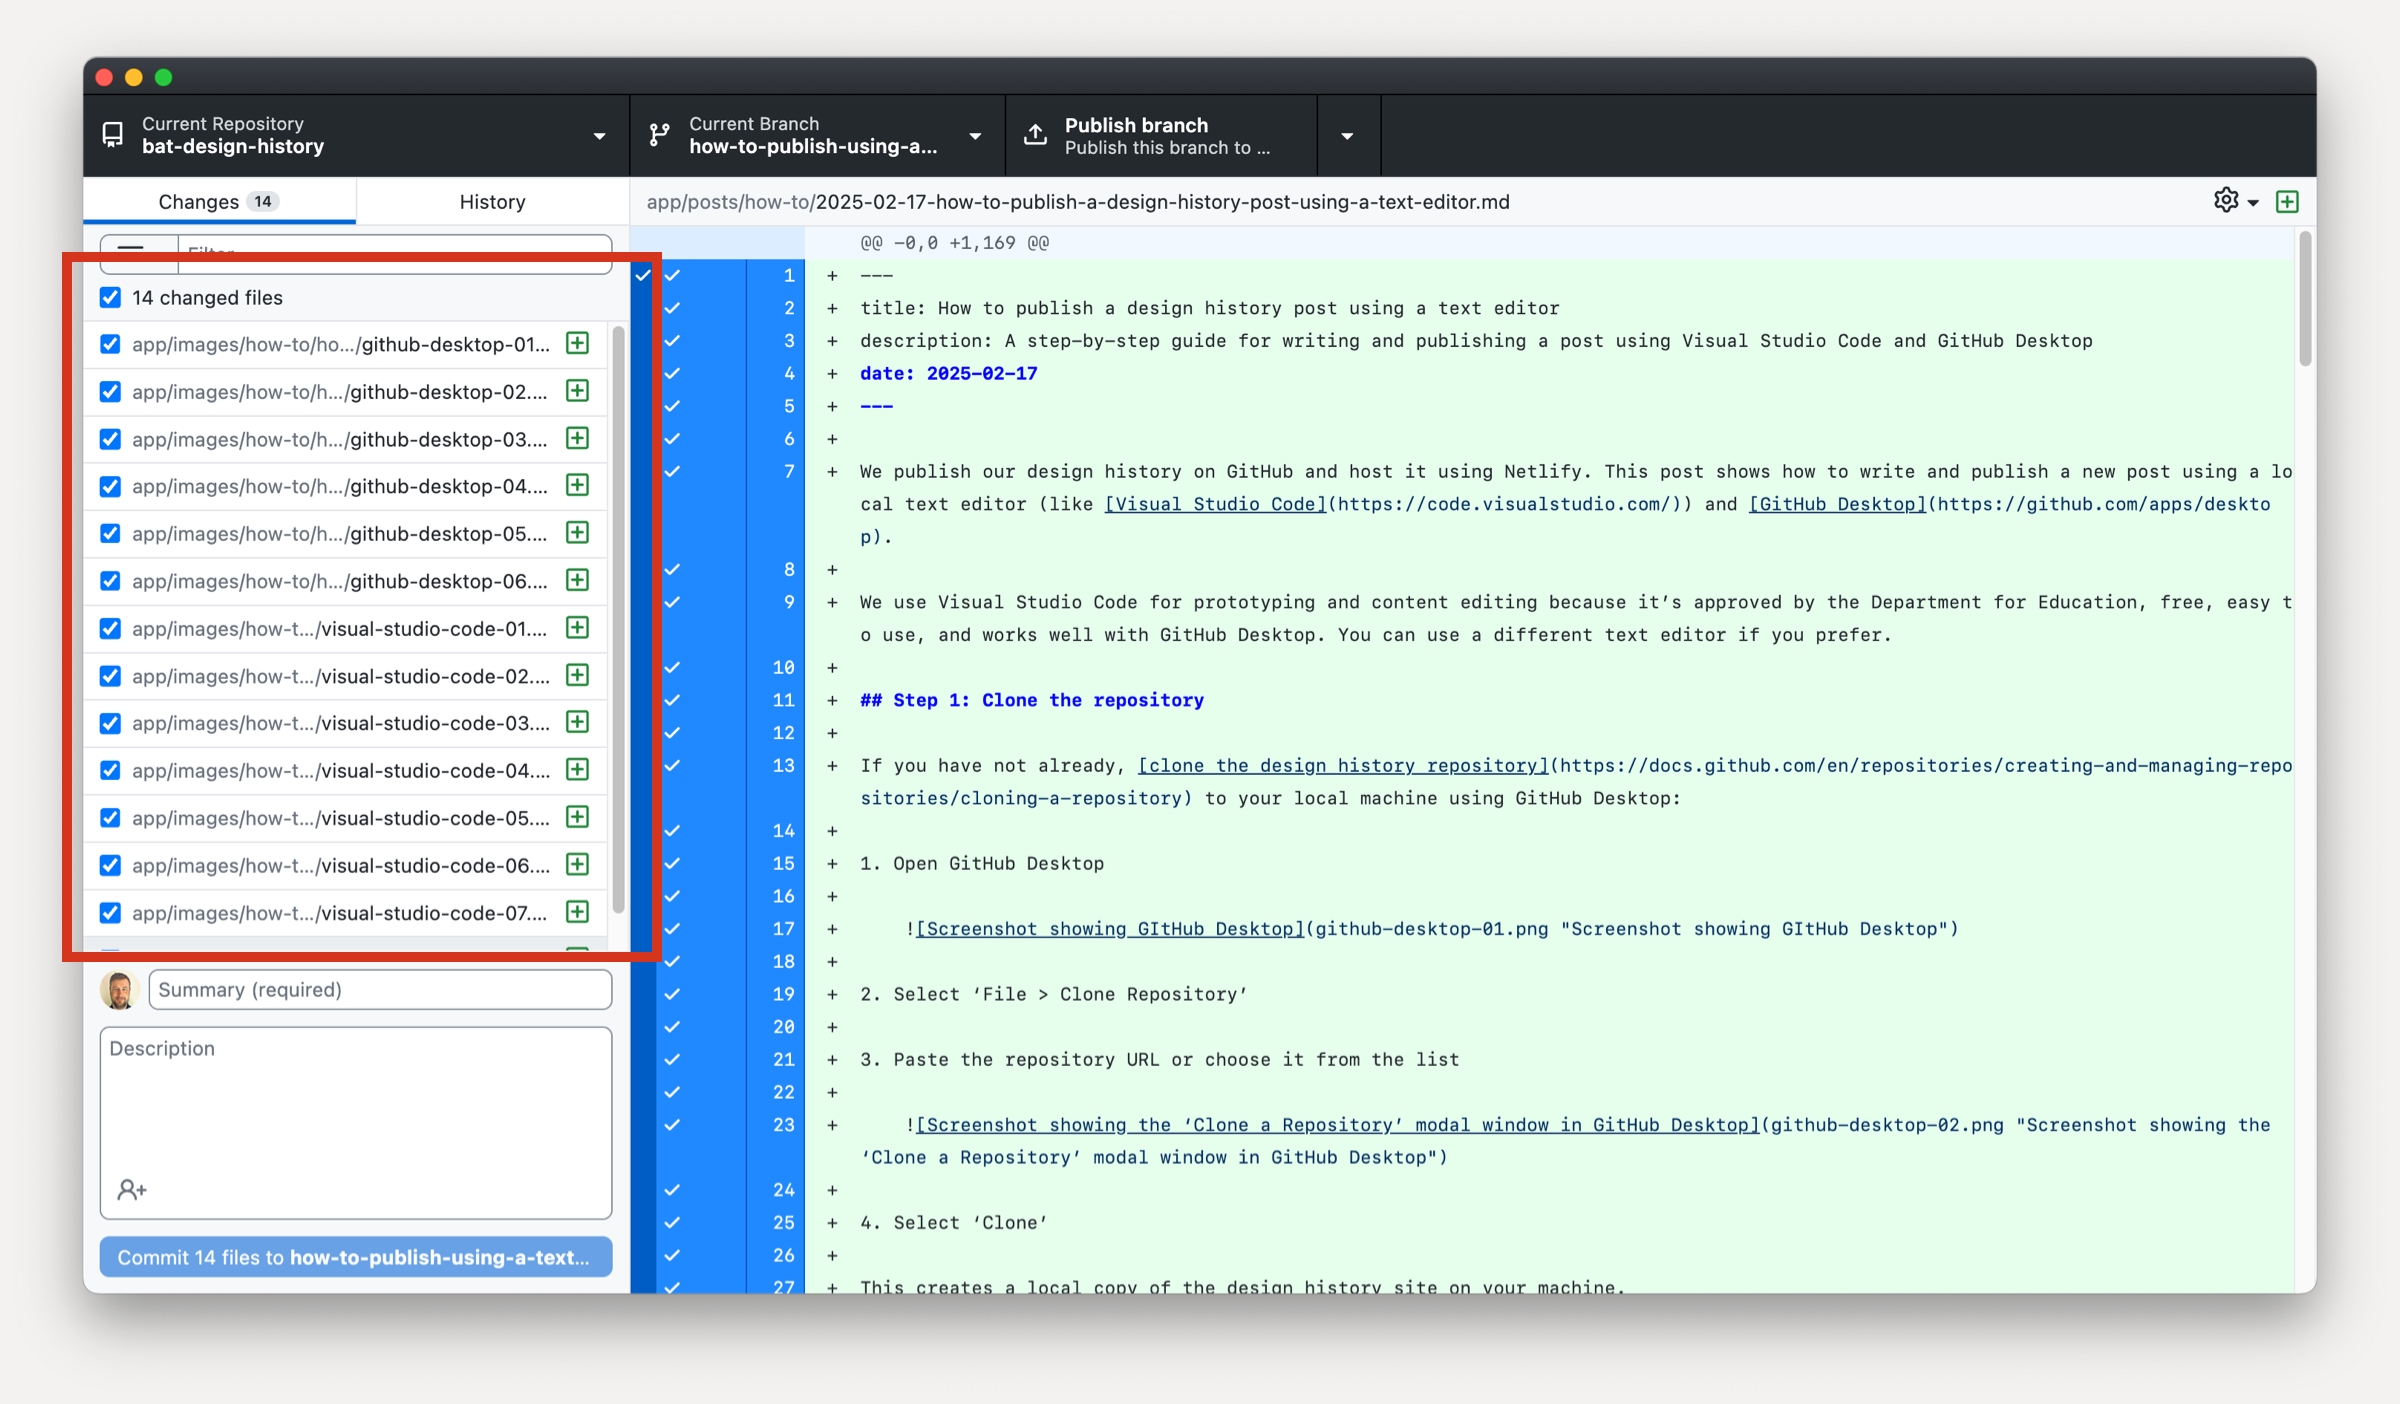 Current Repository
bat-design-history
Current Branch
how-to-publish-using-a...
Publish branch
Publish this branch to ...
Changes 14
History
app/posts/how-to/2025-02-17-how-to-publish-a-design-history-post-using-a-text-editor.md
Filter
14 changed files
app/images/how-to/ho.../github-desktop-01...
app/images/how-to/h.../github-desktop-02....
app/images/how-to/h.../github-desktop-03....
app/images/how-to/h.../github-desktop-04....
app/images/how-to/h.../github-desktop-05....
app/images/how-to/h.../github-desktop-06....
app/images/how-t.../visual-studio-code-01....
app/images/how-t.../visual-studio-code-02....
app/images/how-t.../visual-studio-code-03....
app/images/how-t.../visual-studio-code-04....
app/images/how-t.../visual-studio-code-05....
app/images/how-t.../visual-studio-code-06....
app/images/how-t.../visual-studio-code-07....
Summary (required)
Description
Commit 14 files to how-to-publish-using-a-text...
@@ -0,0 +1,169 @@
1 + ---
2 + title: How to publish a design history post using a text editor
3 + description: A step-by-step guide for writing and publishing a post using Visual Studio Code and GitHub Desktop
4 + date: 2025-02-17
5 + ---
6 +
7 + We publish our design history on GitHub and host it using Netlify. This post shows how to write and publish a new post using a lo
cal text editor (like [Visual Studio Code](https://code.visualstudio.com/)) and [GitHub Desktop](https://github.com/apps/deskto
p).
8 +
9 + We use Visual Studio Code for prototyping and content editing because it’s approved by the Department for Education, free, easy t
o use, and works well with GitHub Desktop. You can use a different text editor if you prefer.
10 +
11 + ## Step 1: Clone the repository
12 +
13 + If you have not already, [clone the design history repository](https://docs.github.com/en/repositories/creating-and-managing-repo
sitories/cloning-a-repository) to your local machine using GitHub Desktop:
14 +
15 + 1. Open GitHub Desktop
16 +
17 + ![Screenshot showing GItHub Desktop](github-desktop-01.png "Screenshot showing GItHub Desktop")
18 +
19 + 2. Select ‘File > Clone Repository’
20 +
21 + 3. Paste the repository URL or choose it from the list
22 +
23 + ![Screenshot showing the ‘Clone a Repository’ modal window in GitHub Desktop](github-desktop-02.png "Screenshot showing the
‘Clone a Repository’ modal window in GitHub Desktop")
24 +
25 + 4. Select ‘Clone’
26 +
27 + This creates a local copy of the design history site on your machine.